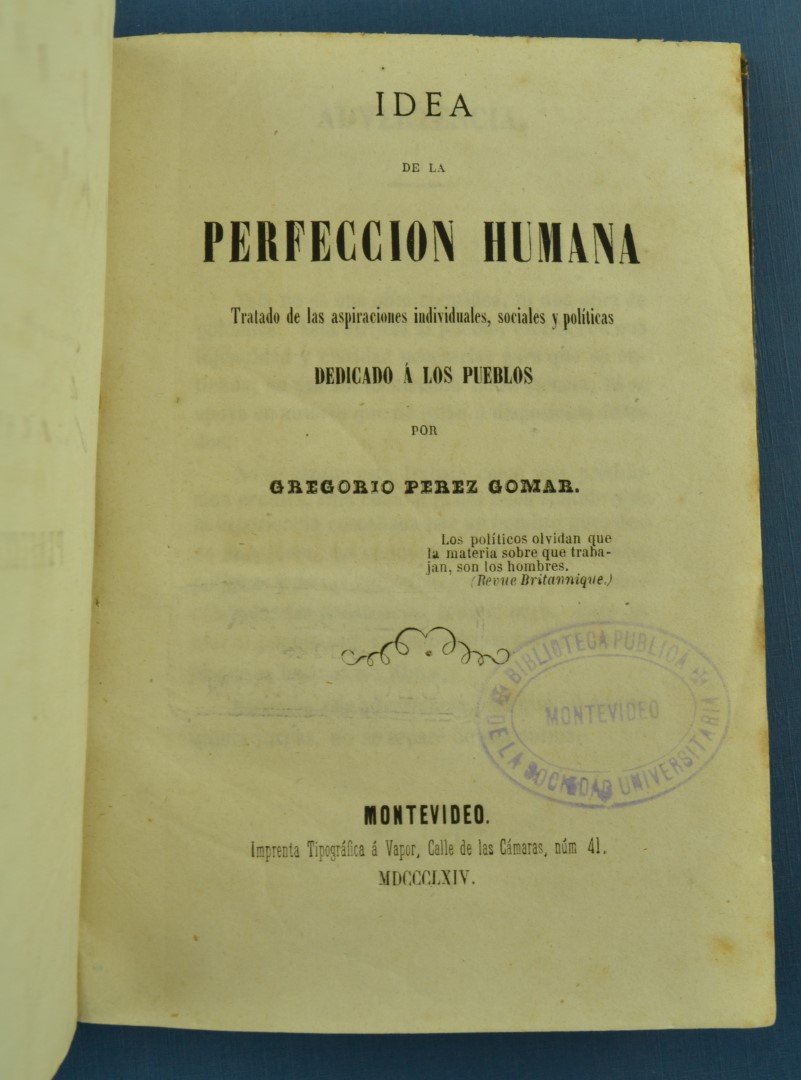 IDEA
DE LA
PERFECCION HUMANA
Tratado de las aspiraciones individuales, sociales y políticas
DEDICADO Á LOS PUEBLOS
POR
GREGORIO PEREZ GOMAR.
Los políticos olvidan que
la materia sobre que traba-
jan, son los hombres.
(Revue Britannique.)
BIBLIOTECA PUBLICA
MONTEVIDEO
DE LA SOCIEDAD UNIVERSITARIA
MONTEVIDEO.
Imprenta Tipográfica á Vapor, Calle de las Cámaras, núm 41.
MDCCCLXIV.